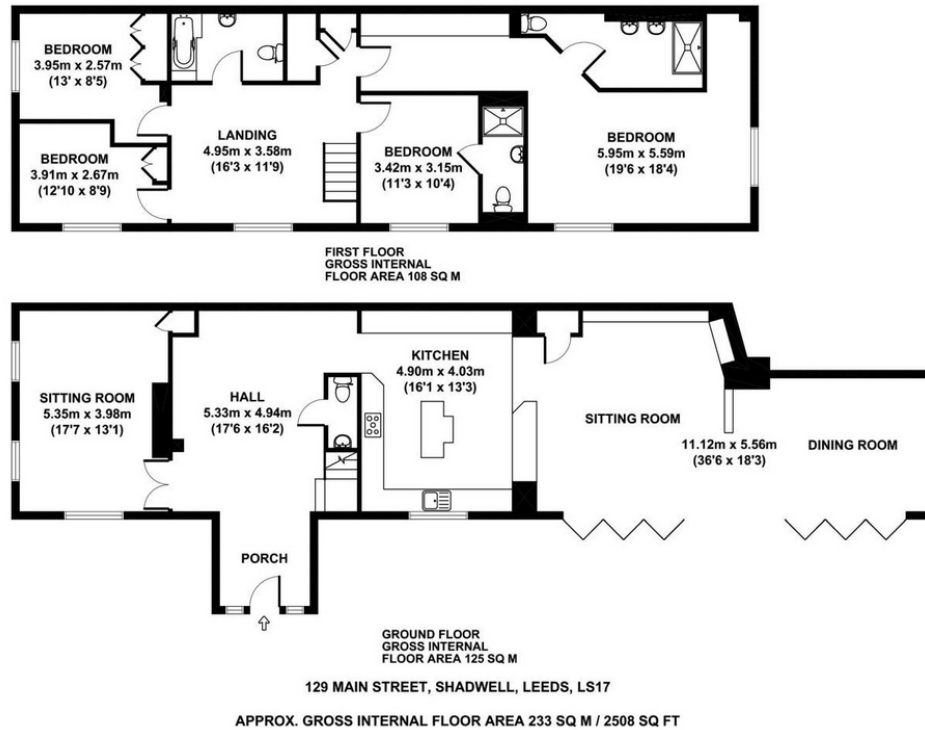 BEDROOM
3.95m x 2.57m
(13' x 8'5)
BEDROOM
3.91m x 2.67m
(12'10 x 8'9)
LANDING
4.95m x 3.58m
(16'3 x 11'9)
BEDROOM
3.42m x 3.15m
(11'3 x 10'4)
BEDROOM
5.95m x 5.59m
(19'6 x 18'4)
FIRST FLOOR
GROSS INTERNAL
FLOOR AREA 108 SQ M
SITTING ROOM
5.35m x 3.98m
(17'7 x 13'1)
HALL
5.33m x 4.94m
(17'6 x 16'2)
KITCHEN
4.90m x 4.03m
(16'1 x 13'3)
SITTING ROOM
11.12m x 5.56m
(36'6 x 18'3)
DINING ROOM
PORCH
GROUND FLOOR
GROSS INTERNAL
FLOOR AREA 125 SQ M
129 MAIN STREET, SHADWELL, LEEDS, LS17
APPROX. GROSS INTERNAL FLOOR AREA 233 SQ M / 2508 SQ FT